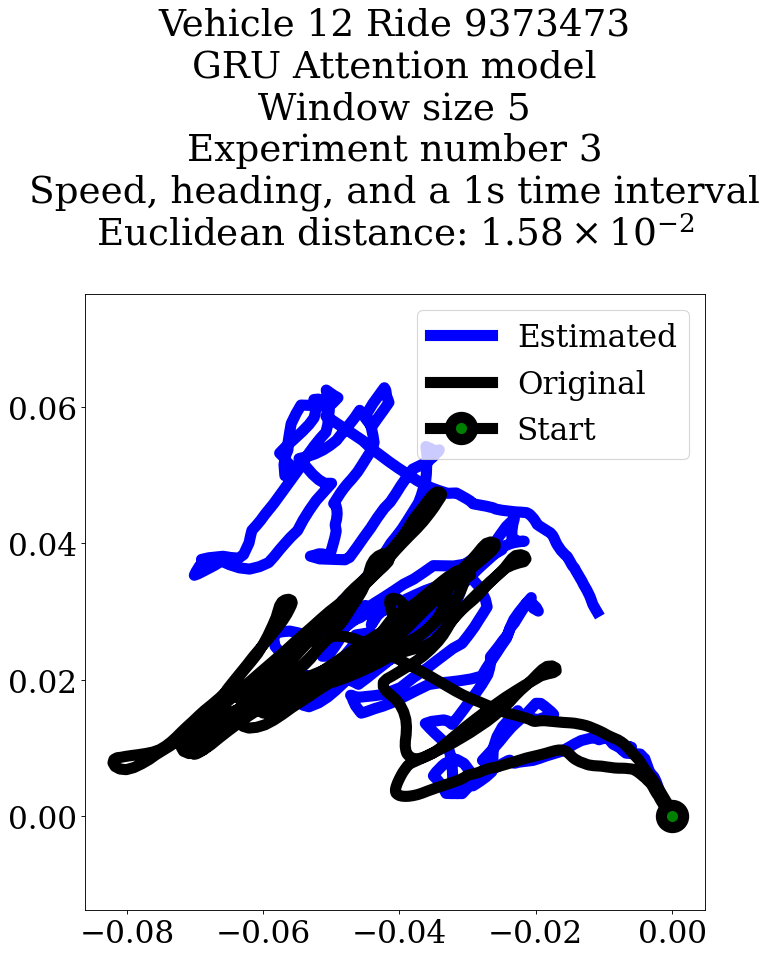 Vehicle 12 Ride 9373473
GRU Attention model
Window size 5
Experiment number 3
Speed, heading, and a 1s time interval
Euclidean distance: 1.58 × 10⁻²
Estimated
Original
Start
0.06
0.04
0.02
0.00
−0.08 −0.06 −0.04 −0.02 0.00